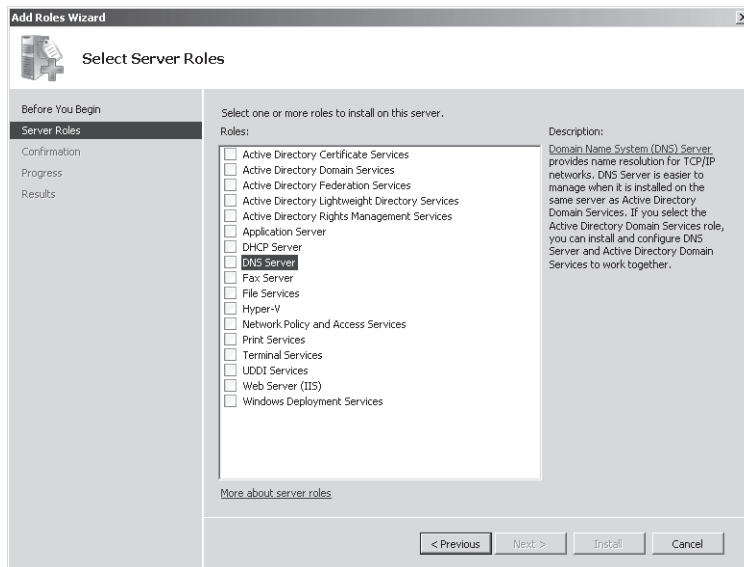 Add Roles Wizard
Select Server Roles
Before You Begin
Server Roles
Confirmation
Progress
Results
Select one or more roles to install on this server.
Roles:
Active Directory Certificate Services
Active Directory Domain Services
Active Directory Federation Services
Active Directory Lightweight Directory Services
Active Directory Rights Management Services
Application Server
DHCP Server
DNS Server
Fax Server
File Services
Hyper-V
Network Policy and Access Services
Print Services
Terminal Services
UDDI Services
Web Server (IIS)
Windows Deployment Services
More about server roles
Description:
Domain Name System (DNS) Server
provides name resolution for TCP/IP
networks. DNS Server is easier to
manage when it is installed on the
same server as Active Directory
Domain Services. If you select the
Active Directory Domain Services role,
you can install and configure DNS
Server and Active Directory Domain
Services to work together.
< Previous
Next >
Install
Cancel